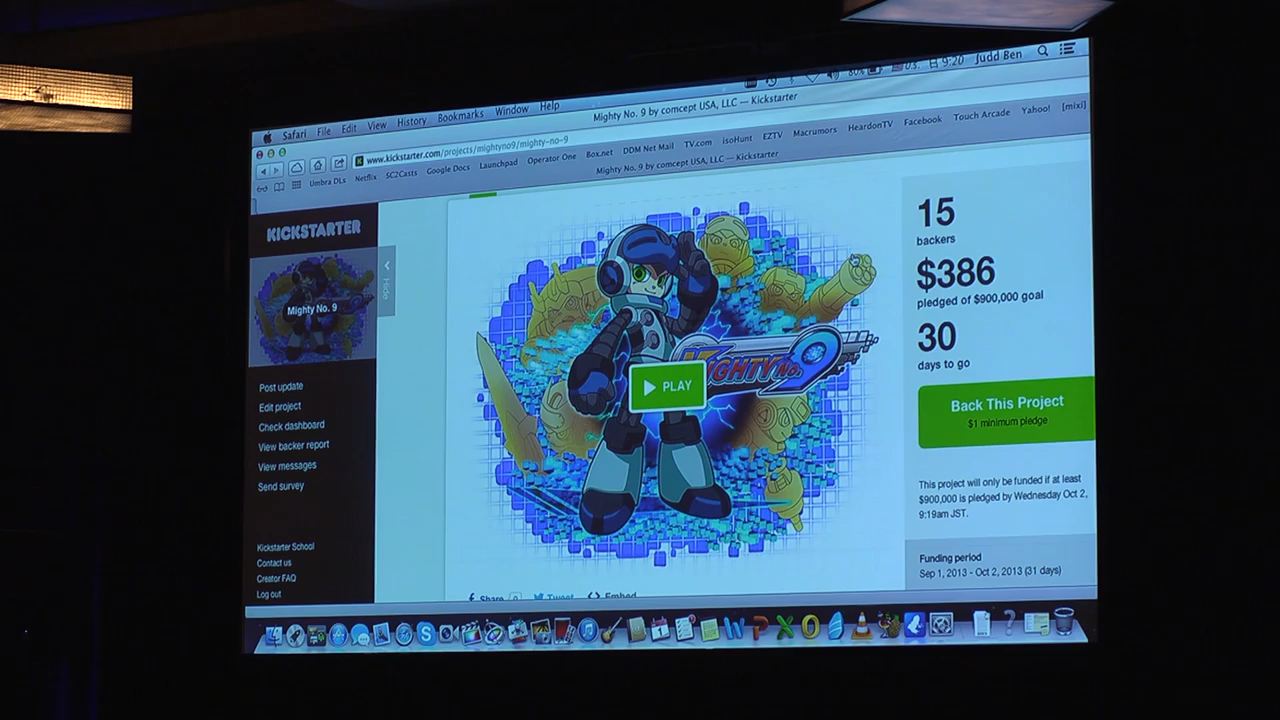 Safari File Edit View History Bookmarks Window Help
日 9:20 Judd Ben
Mighty No. 9 by comcept USA, LLC — Kickstarter
www.kickstarter.com/projects/mightyno9/mighty-no-9
Umbra DLs Netflix SC2Casts Google Docs Launchpad Operator One Box.net DDM Net Mail TV.com isoHunt EZTV Macrumors HeardonTV Facebook Touch Arcade Yahoo! [mixi]
Mighty No. 9 by comcept USA, LLC — Kickstarter
KICKSTARTER
Hide
Mighty No. 9
Post update
Edit project
Check dashboard
View backer report
View messages
Send survey
Kickstarter School
Contact us
Creator FAQ
Log out
MIGHTY No. 9
PLAY
Share 0 Tweet Embed
15
backers
$386
pledged of $900,000 goal
30
days to go
Back This Project
$1 minimum pledge
This project will only be funded if at least
$900,000 is pledged by Wednesday Oct 2,
9:19am JST.
Funding period
Sep 1, 2013 - Oct 2, 2013 (31 days)